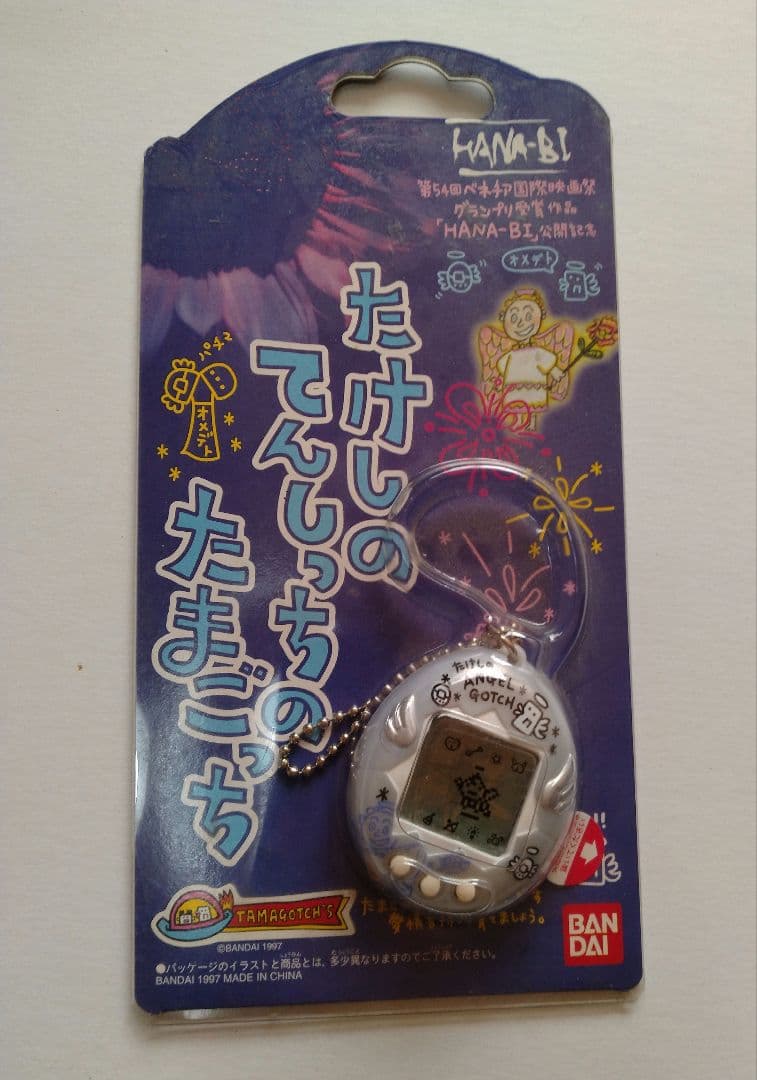 HANA-BI
第54回ベネチア国際映画祭
グランプリ受賞作品
「HANA-BI」公開記念
オメデト
パチパチ
オメデト
たけしの
てんしっちの
たまごっち
たけしの
ANGEL
GOTCH
TAMAGOTCH'S
©BANDAI 1997
●パッケージのイラストと商品とは、多少異なりますのでご了承ください。
BANDAI 1997 MADE IN CHINA
BAN
DAI